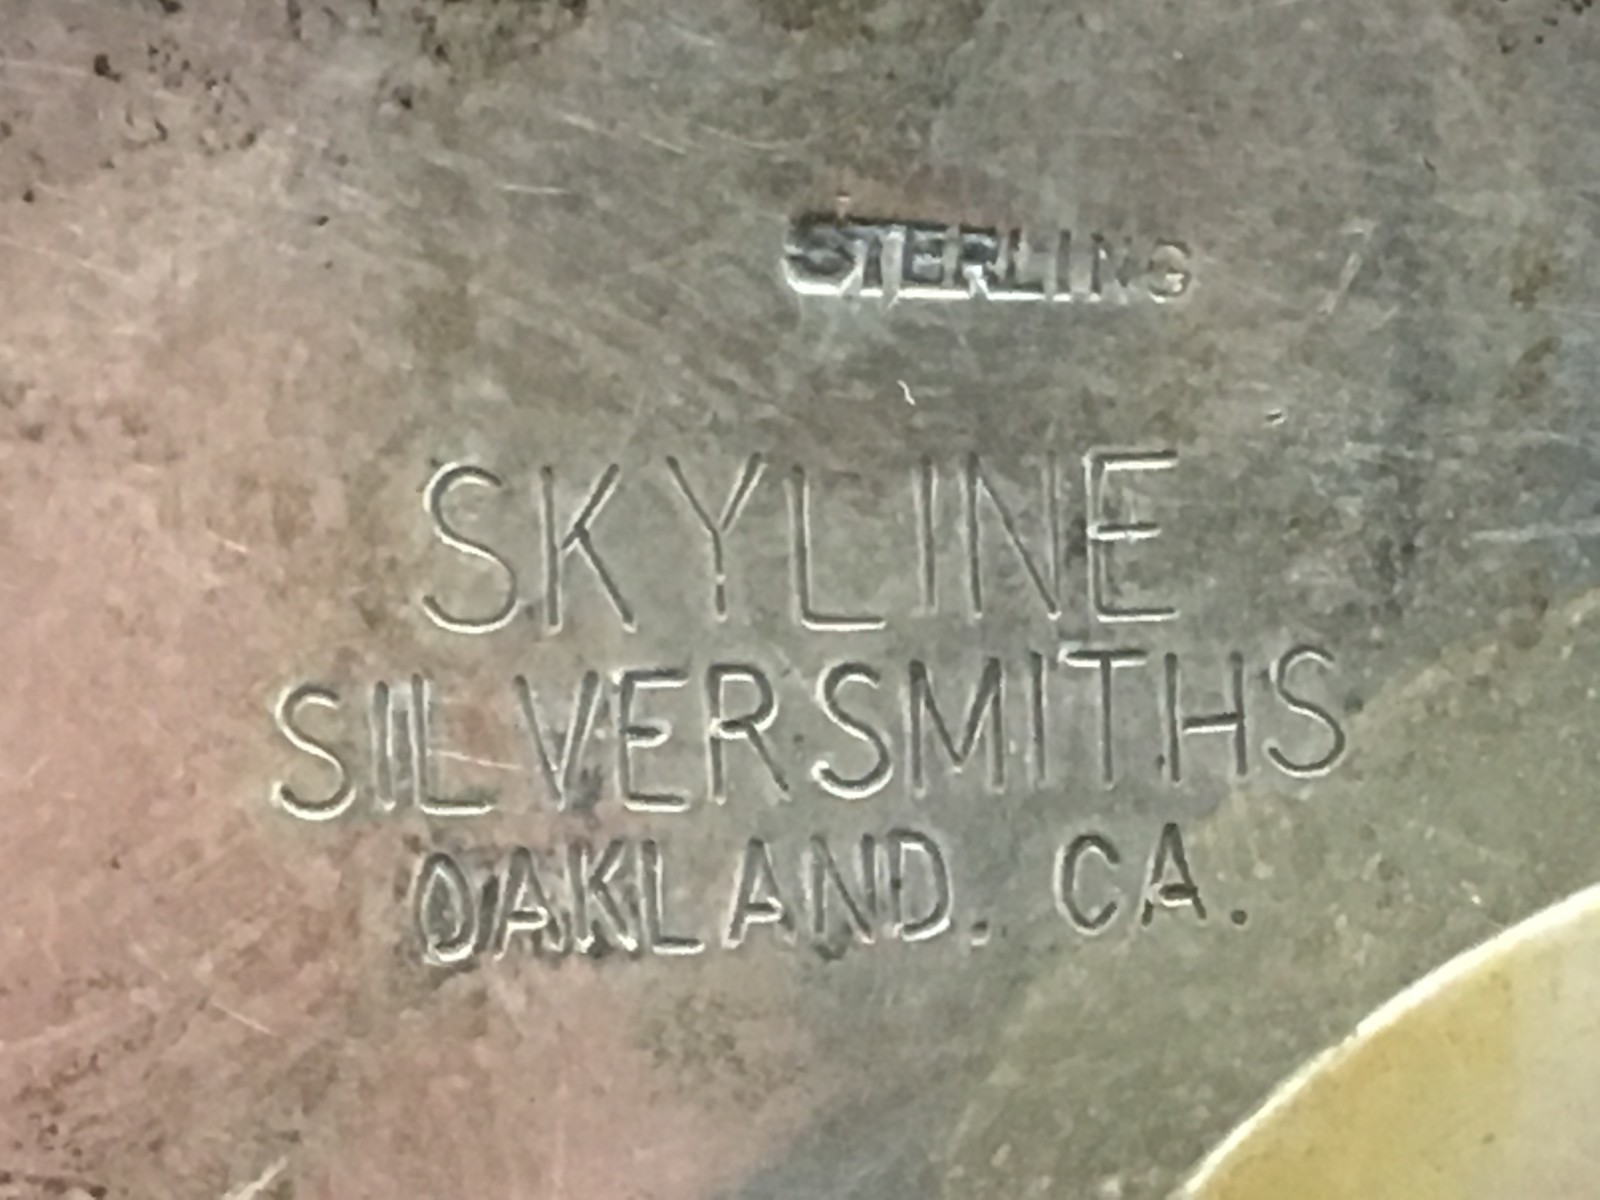 STERLING
SKYLINE
SILVERSMITHS
OAKLAND. CA.